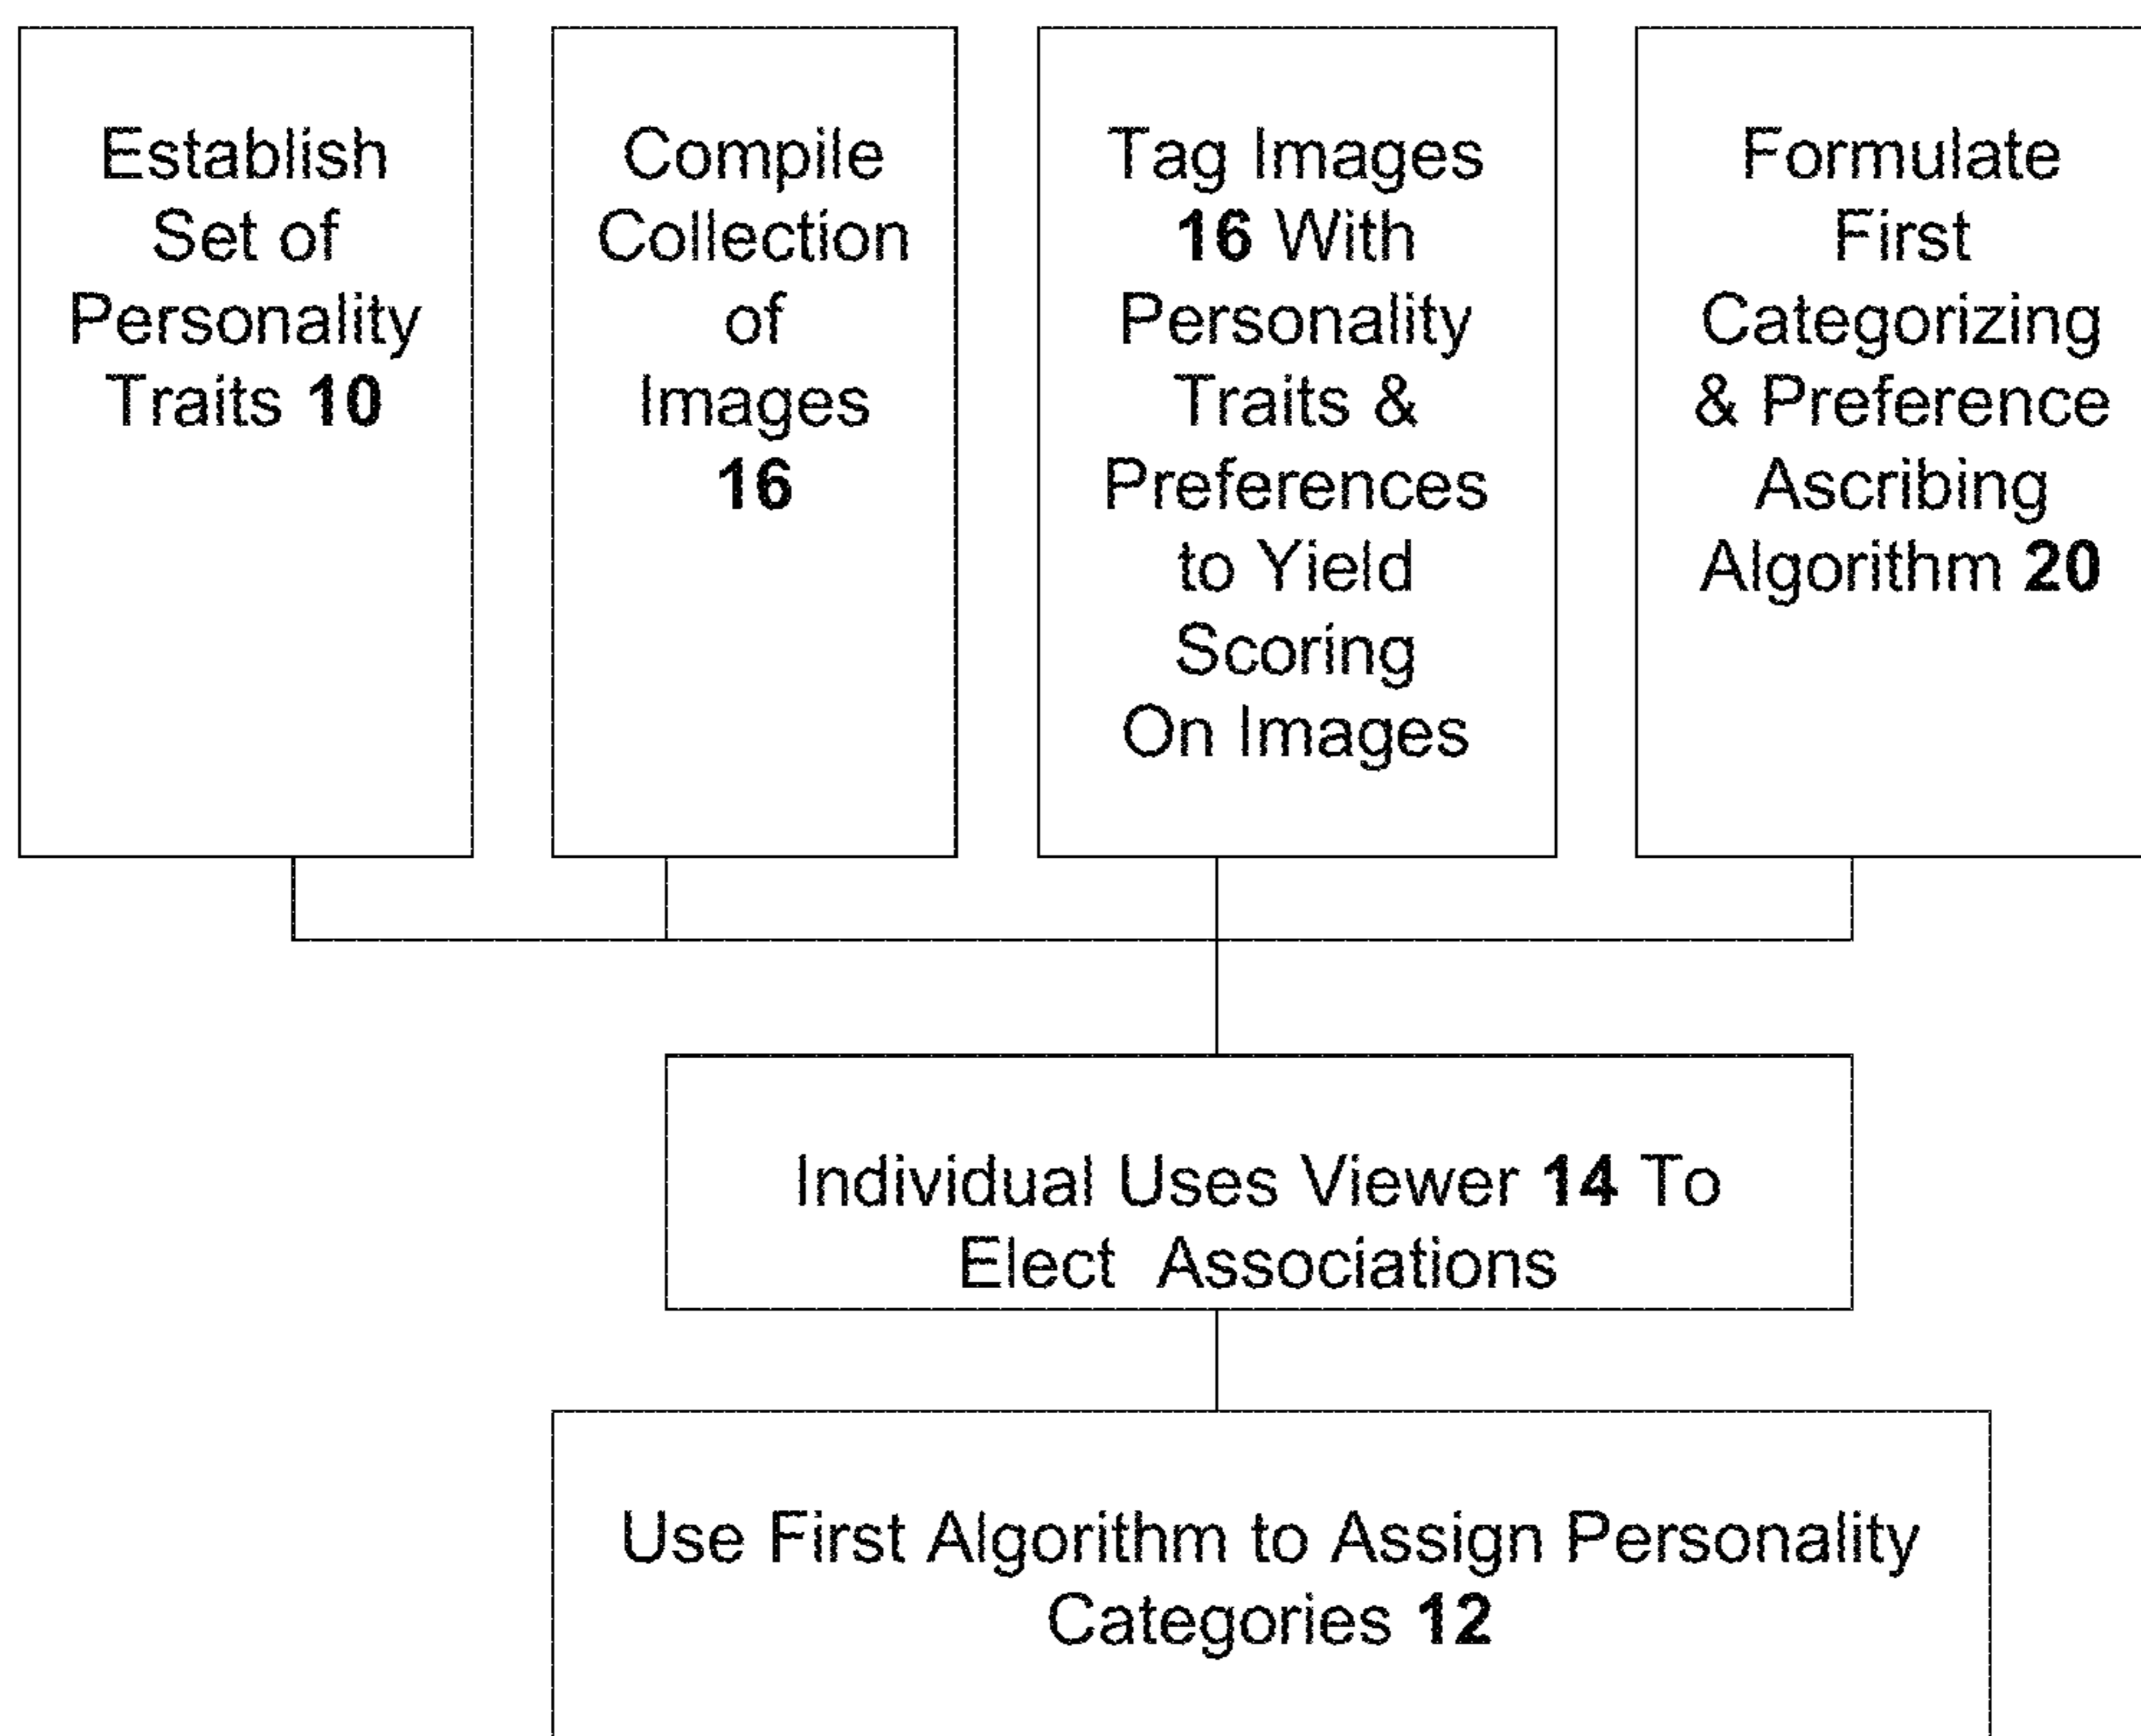 Establish
Set of
Personality
Traits 10
Compile
Collection
of
Images
16
Tag Images
16 With
Personality
Traits &
Preferences
to Yield
Scoring
On Images
Formulate
First
Categorizing
& Preference
Ascribing
Algorithm 20
Individual Uses Viewer 14 To
Elect Associations
Use First Algorithm to Assign Personality
Categories 12